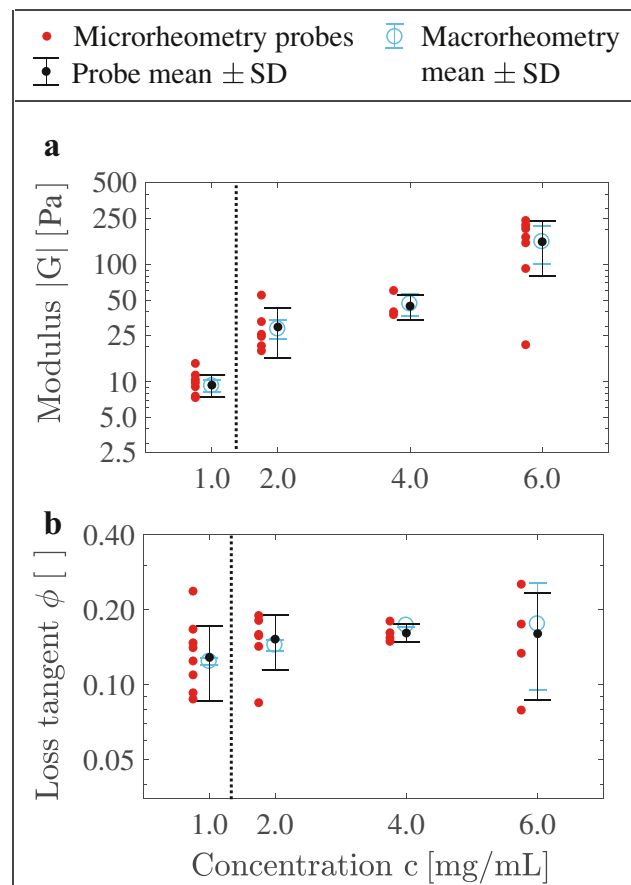 Microrheometry probes
Probe mean ± SD
Macrorheometry
mean ± SD
a
Modulus |G| [Pa]
500
250
100
50
25
10
5.0
2.5
1.0 2.0 4.0 6.0
b
Loss tangent ϕ [ ]
0.40
0.20
0.10
0.05
1.0 2.0 4.0 6.0
Concentration c [mg/mL]